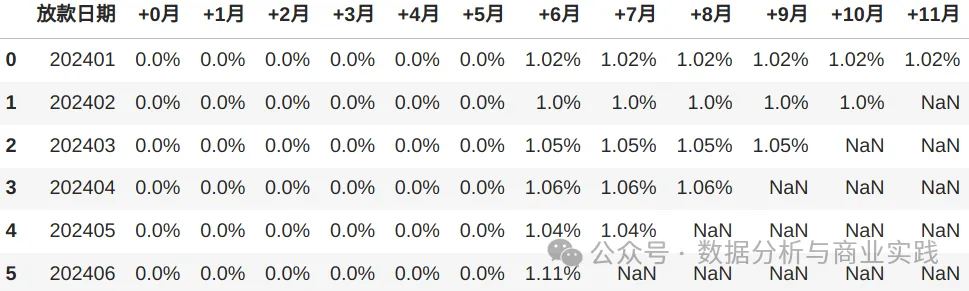 放款日期 +0月 +1月 +2月 +3月 +4月 +5月 +6月 +7月 +8月 +9月 +10月 +11月
0 202401 0.0% 0.0% 0.0% 0.0% 0.0% 0.0% 1.02% 1.02% 1.02% 1.02% 1.02% 1.02%
1 202402 0.0% 0.0% 0.0% 0.0% 0.0% 0.0% 1.0% 1.0% 1.0% 1.0% 1.0% NaN
2 202403 0.0% 0.0% 0.0% 0.0% 0.0% 0.0% 1.05% 1.05% 1.05% 1.05% NaN NaN
3 202404 0.0% 0.0% 0.0% 0.0% 0.0% 0.0% 1.06% 1.06% 1.06% NaN NaN NaN
4 202405 0.0% 0.0% 0.0% 0.0% 0.0% 0.0% 1.04% 1.04% NaN NaN NaN NaN
公众号 · 数据分析与商业实践
5 202406 0.0% 0.0% 0.0% 0.0% 0.0% 0.0% 1.11% NaN NaN NaN NaN NaN